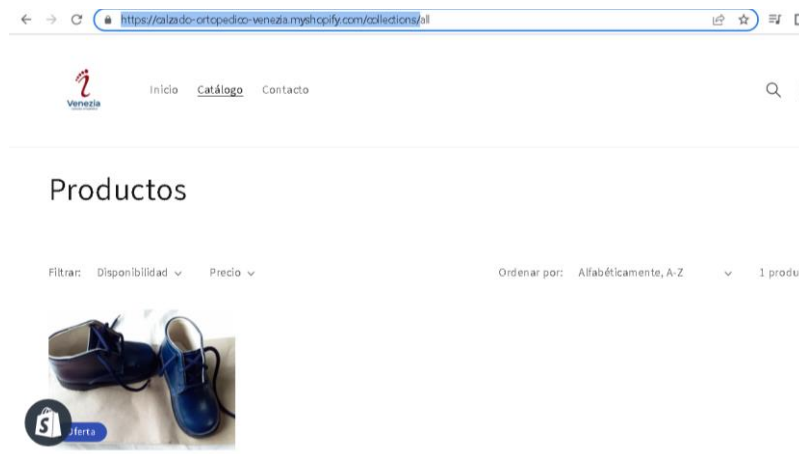 https://calzado-ortopedico-venezia.myshopify.com/collections/all
Venezia
Inicio Catálogo Contacto
Productos
Filtrar: Disponibilidad Precio Ordenar por: Alfabéticamente, A-Z 1 produ
Oferta